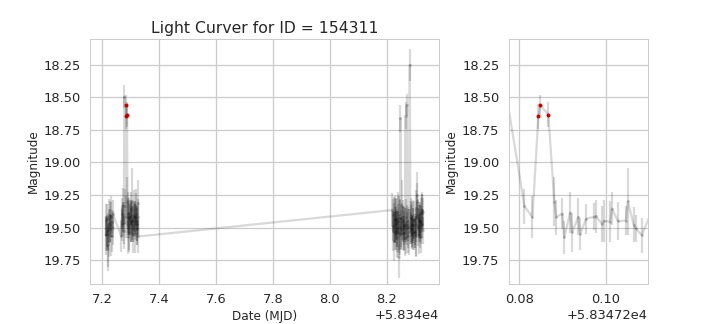 Light Curver for ID = 154311
Magnitude
18.25
18.50
18.75
19.00
19.25
19.50
19.75
7.2 7.4 7.6 7.8 8.0 8.2
Date (MJD)
+5.834e4
Magnitude
18.25
18.50
18.75
19.00
19.25
19.50
19.75
0.08 0.10
+5.83472e4